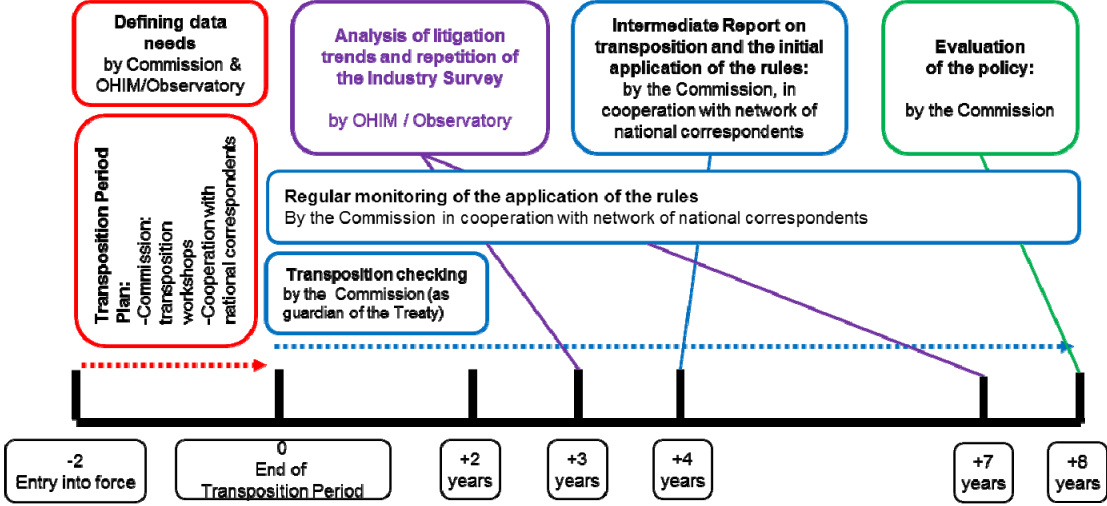 Defining data
needs
by Commission &
OHIM/Observatory
Analysis of litigation
trends and repetition of
the Industry Survey
by OHIM / Observatory
Intermediate Report on
transposition and the initial
application of the rules:
by the Commission, in
cooperation with network of
national correspondents
Evaluation
of the policy:
by the Commission
Transposition Period
Plan:
-Commission:
transposition
workshops
-Cooperation with
national correspondents
Regular monitoring of the application of the rules
By the Commission in cooperation with network of national correspondents
Transposition checking
by the Commission (as
guardian of the Treaty)
-2
Entry into force
0
End of
Transposition Period
+2
years
+3
years
+4
years
+7
years
+8
years